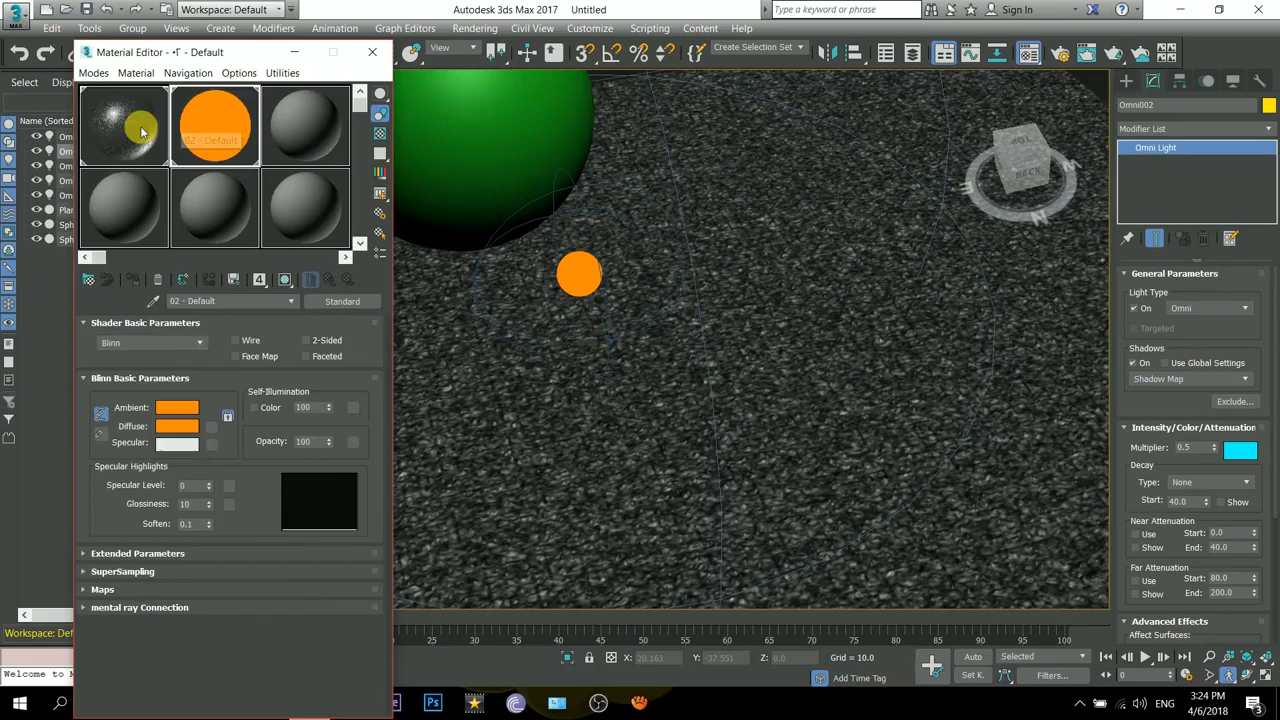 MAX
Workspace: Default
Autodesk 3ds Max 2017 Untitled
Type a keyword or phrase
Sign In
Edit Tools Group Views Create Modifiers Animation Graph Editors Rendering Civil View Customize Scripting Content Help
View
Create Selection Set
Material Editor - - Default
Modes Material Navigation Options Utilities
Select
Name (Sorted
02 - Default
02 - Default
Standard
Shader Basic Parameters
Blinn
Wire 2-Sided
Face Map Faceted
Blinn Basic Parameters
Self-Illumination
Ambient:
Color 100
Diffuse:
Specular:
Opacity: 100
Specular Highlights
Specular Level: 0
Glossiness: 10
Soften: 0.1
Extended Parameters
SuperSampling
Maps
mental ray Connection
BACK
N
Omni002
Modifier List
Omni Light
General Parameters
Light Type
On Omni
Targeted
Shadows
On Use Global Settings
Shadow Map
Exclude...
Intensity/Color/Attenuation
Multiplier: 0.5
Decay
Type: None
Start: 40.0 Show
Near Attenuation
Use Start: 0.0
Show End: 40.0
Far Attenuation
Use Start: 80.0
Show End: 200.0
Advanced Effects
Affect Surfaces:
Workspace: Def
Welcome to M
25 30 35 40 45 50 55 60 65 70 75 80 85 90 95 100
X: 20.163 Y: -37.551 Z: 0.0 Grid = 10.0
Add Time Tag
Auto Selected
Set K. Filters...
0
Ps
3:24 PM
4/6/2018
3